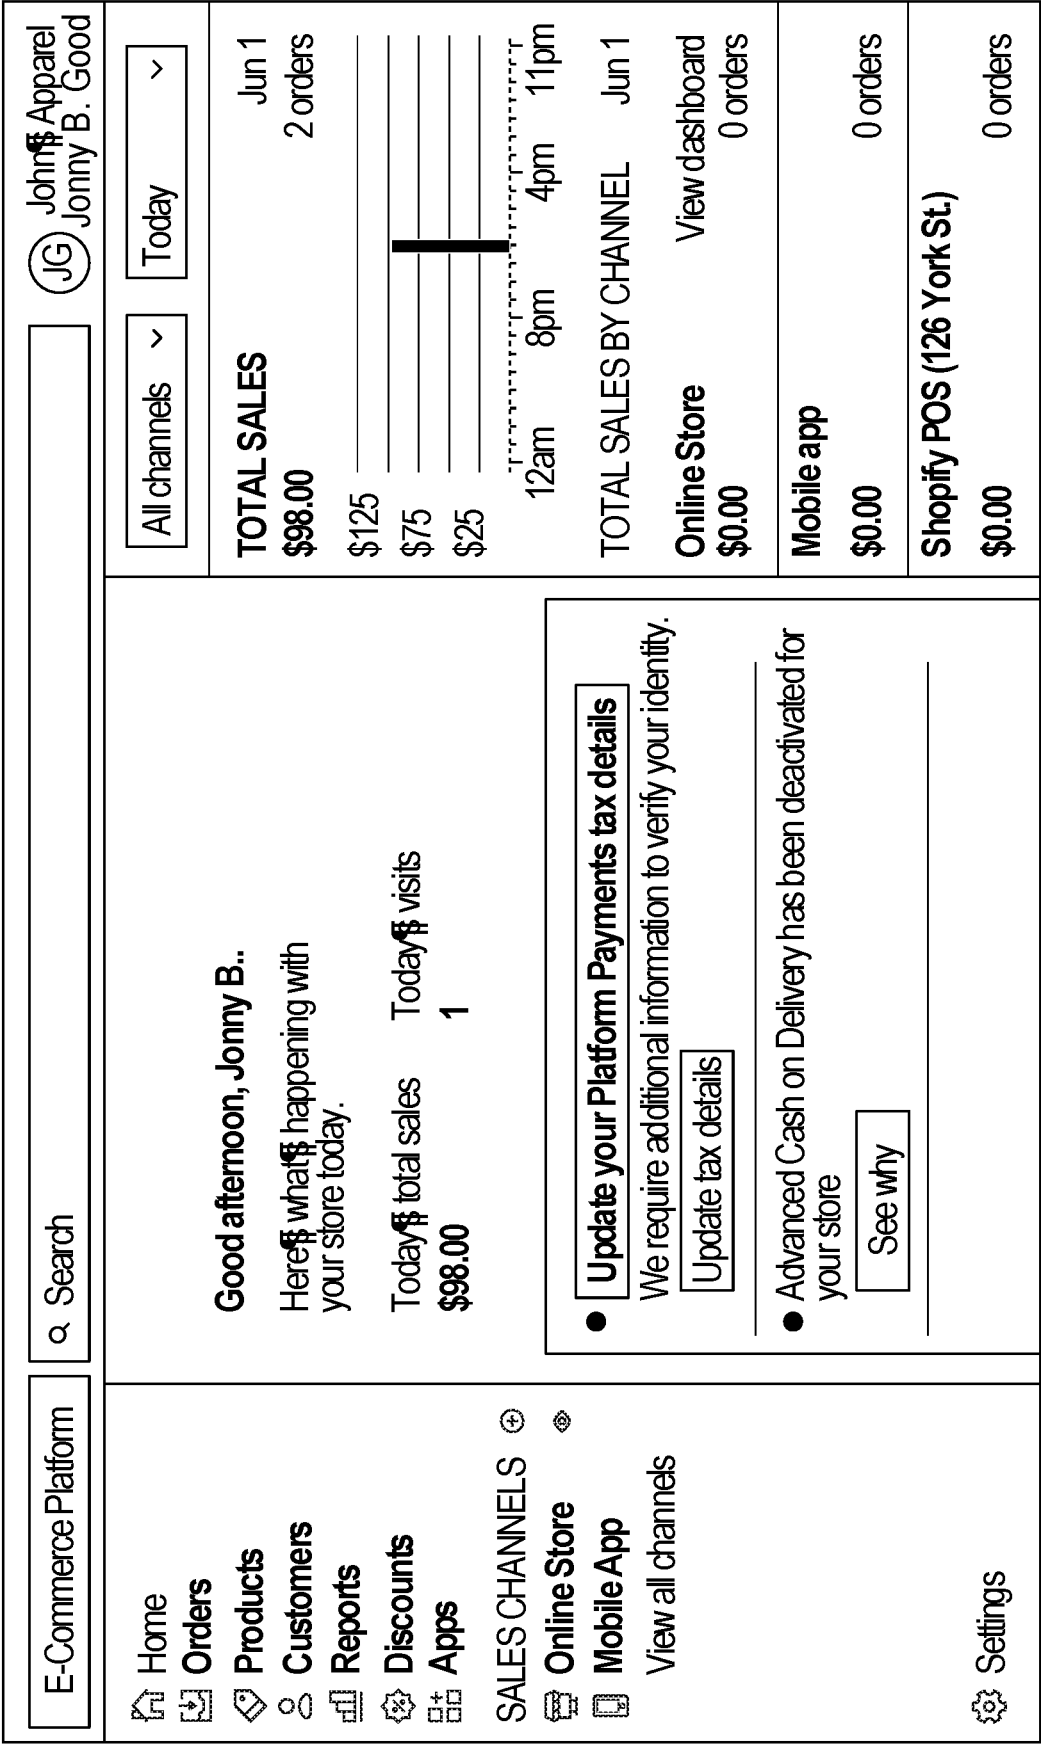 E-Commerce Platform
Search
JG
John¶s Apparel
Jonny B. Good
Home
Orders
Products
Customers
Reports
Discounts
Apps
SALES CHANNELS
Online Store
Mobile App
View all channels
Settings
Good afternoon, Jonny B..
Here¶s what¶s happening with
your store today.
Today¶s total sales
$98.00
Today¶s visits
1
Update your Platform Payments tax details
We require additional information to verify your identity.
Update tax details
Advanced Cash on Delivery has been deactivated for
your store
See why
All channels
Today
TOTAL SALES Jun 1
$98.00 2 orders
$125
$75
$25
12am 8pm 4pm 11pm
TOTAL SALES BY CHANNEL Jun 1
Online Store View dashboard
$0.00 0 orders
Mobile app
$0.00 0 orders
Shopify POS (126 York St.)
$0.00 0 orders